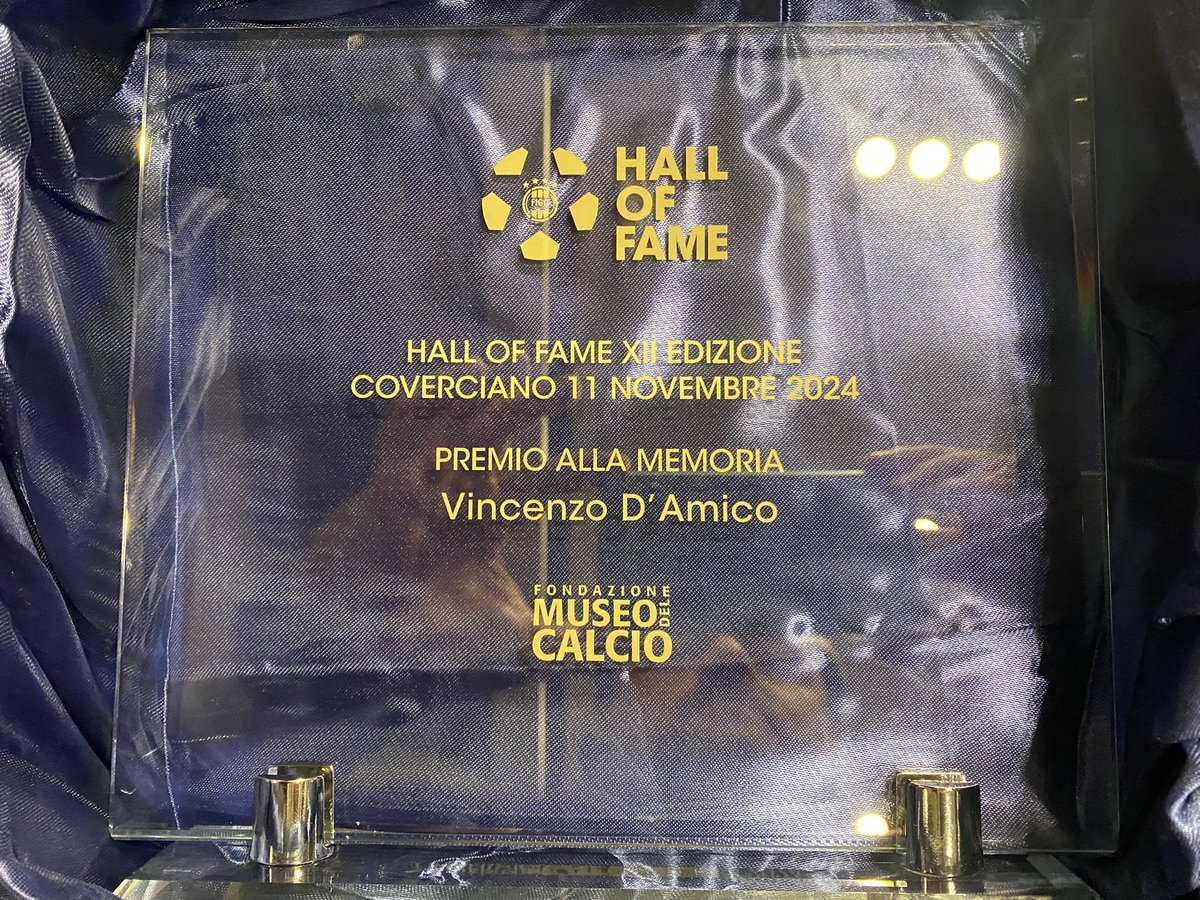 FIGC
HALL
OF
FAME
HALL OF FAME XII EDIZIONE
COVERCIANO 11 NOVEMBRE 2024
PREMIO ALLA MEMORIA
Vincenzo D'Amico
FONDAZIONE
MUSEO DEL
CALCIO